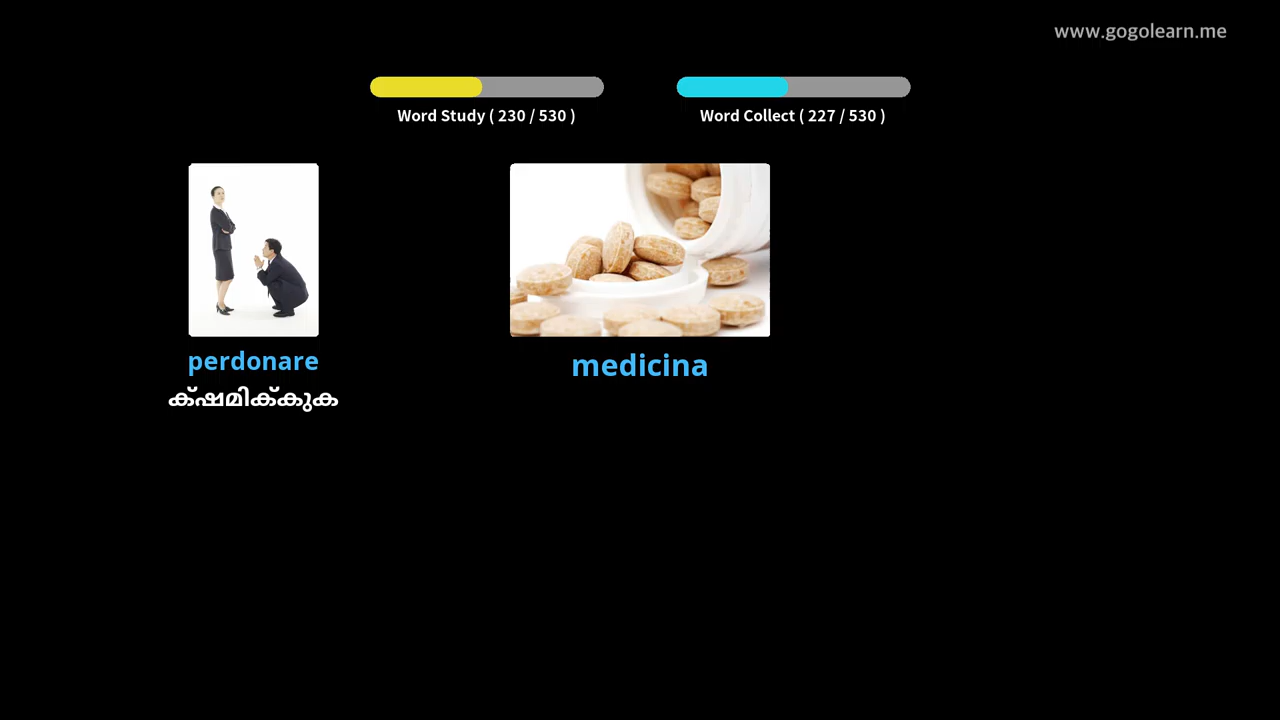 www.gogolearn.me
Word Study ( 230 / 530 )
Word Collect ( 227 / 530 )
perdonare
ക്ഷമിക്കുക
medicina